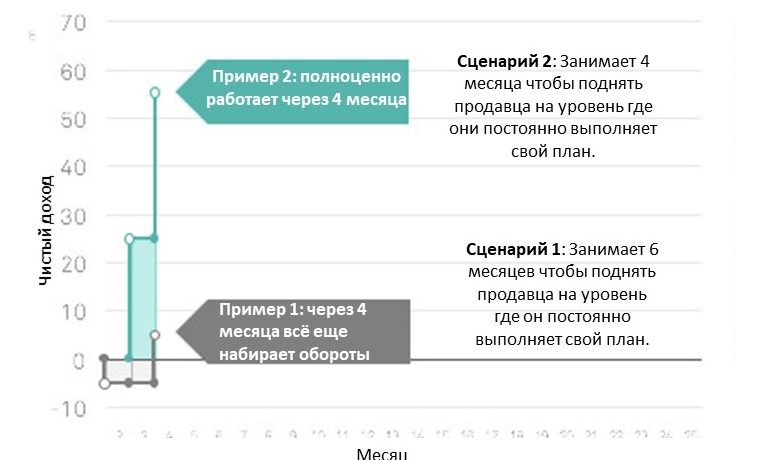 70
60
50
40
30
20
10
0
-10
Чистый доход
Пример 2: полноценно
работает через 4 месяца
Сценарий 2: Занимает 4
месяца чтобы поднять
продавца на уровень где
они постоянно выполняет
свой план.
Пример 1: через 4
месяца всё еще
набирает обороты
Сценарий 1: Занимает 6
месяцев чтобы поднять
продавца на уровень
где он постоянно
выполняет свой план.
2 3 4 5 6 7 8 9 10 11 12 13 14 15 16 17 18 19 20 21 22 23 24 25
Месяц